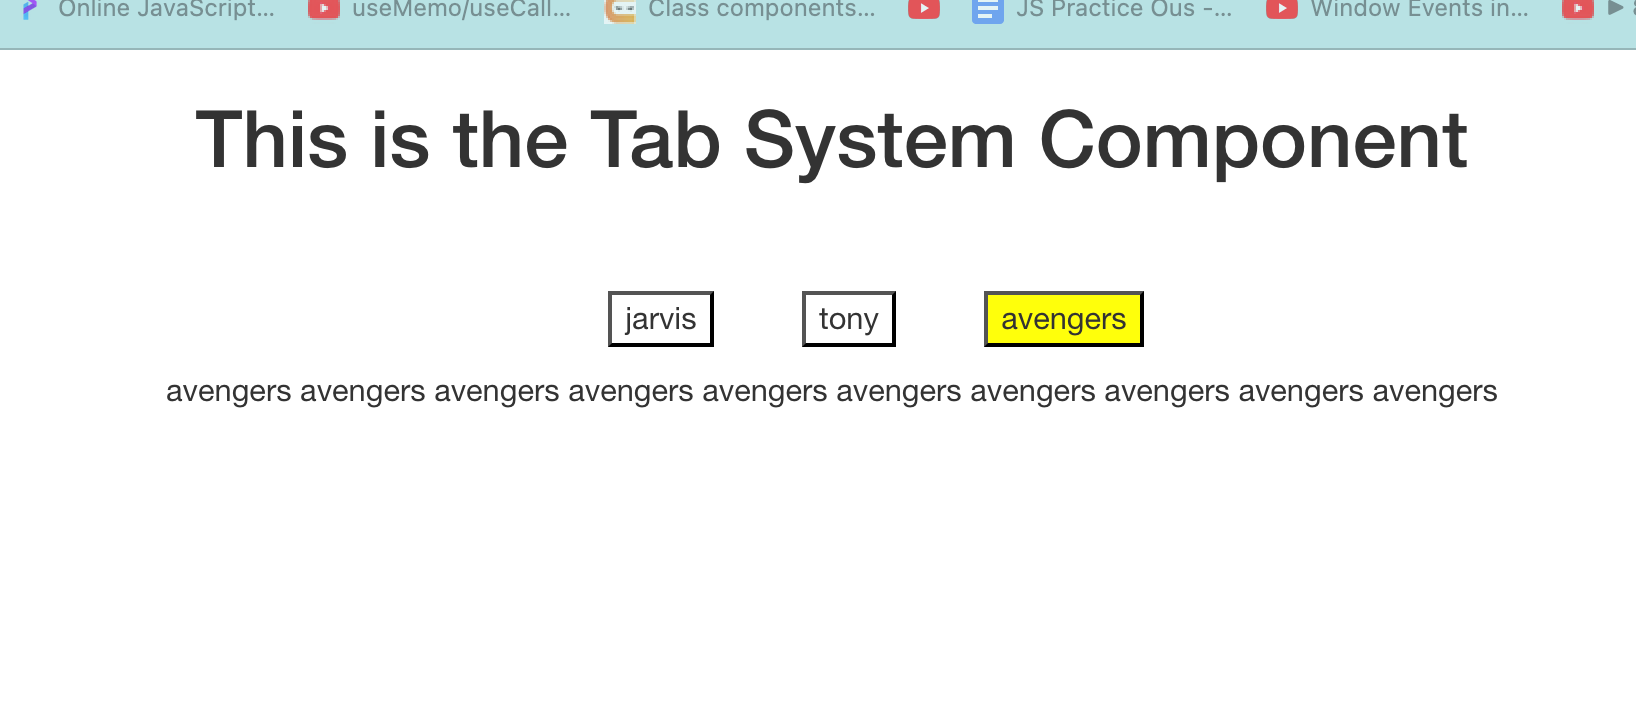 Online JavaScript... useMemo/useCall... Class components... JS Practice Ous -... Window Events in...
This is the Tab System Component
jarvis tony avengers
avengers avengers avengers avengers avengers avengers avengers avengers avengers avengers